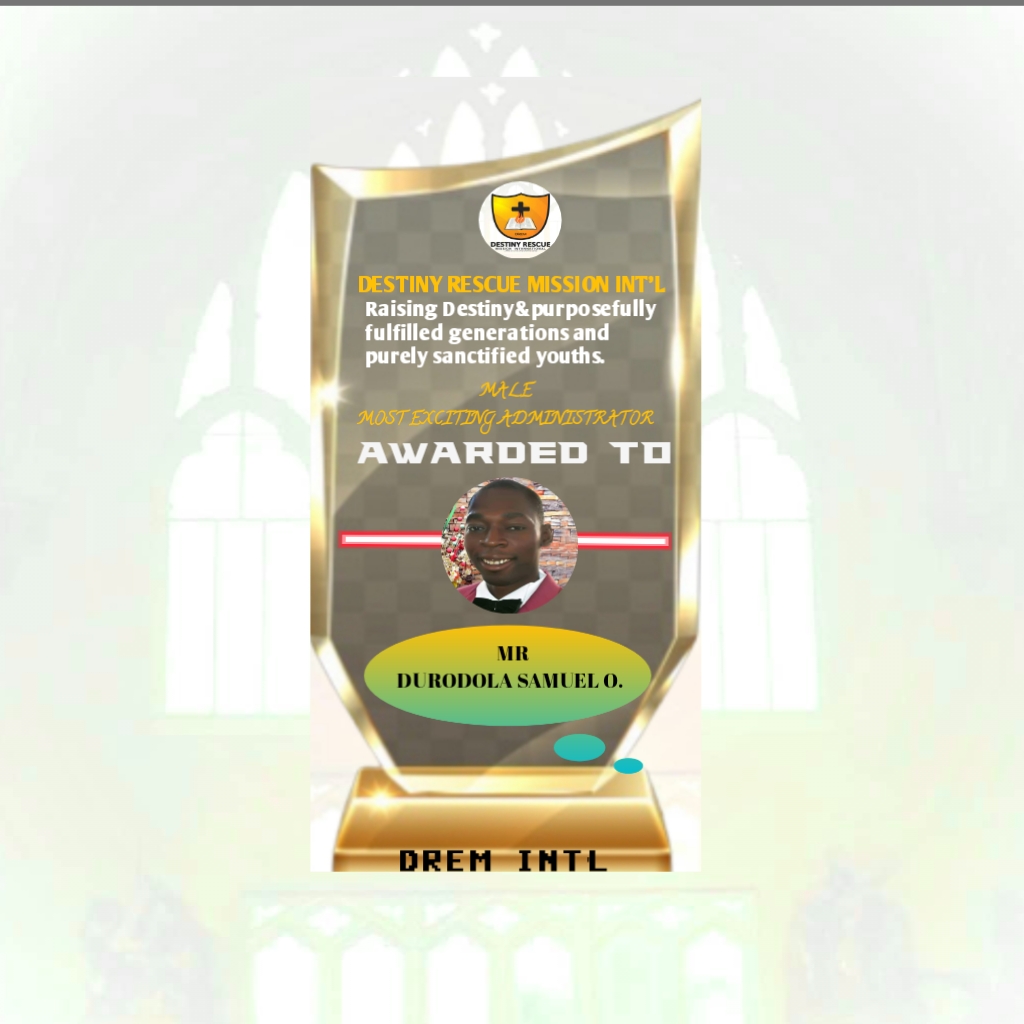 DESTINY RESCUE
MISSION INTERNATIONAL
DESTINY RESCUE MISSION INT'L
Raising Destiny&purposefully
fulfilled generations and
purely sanctified youths.
MALE
MOST EXCITING ADMINISTRATOR
AWARDED TO
MR
DURODOLA SAMUEL O.
DREM INTL